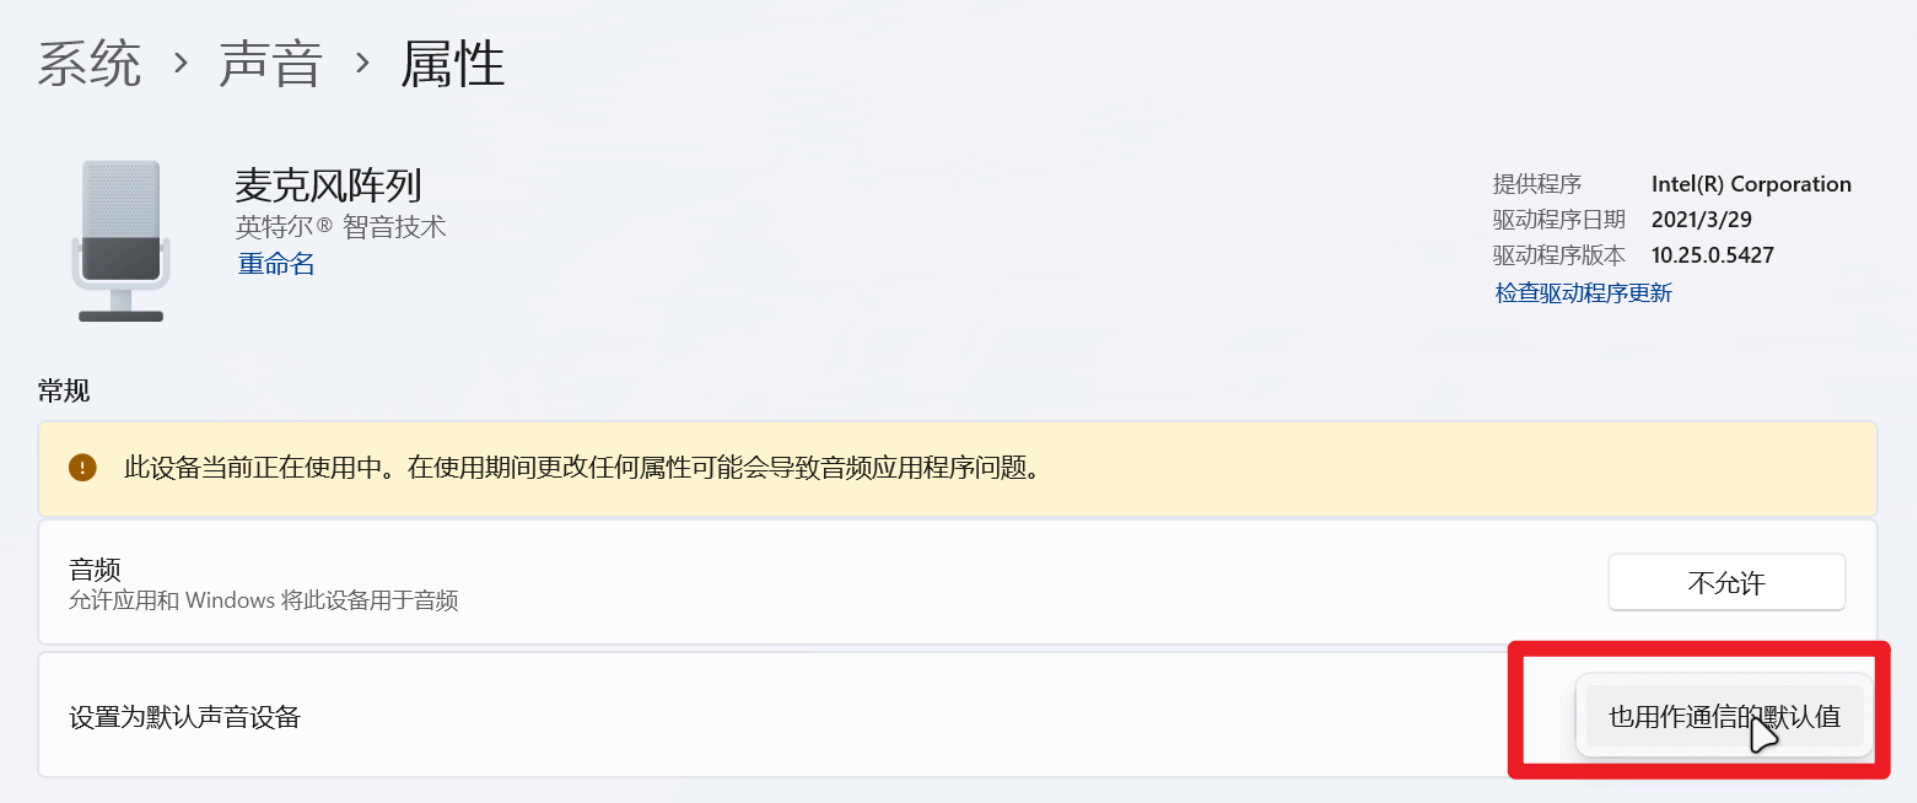 系统 › 声音 › 属性
麦克风阵列
英特尔® 智音技术
重命名
提供程序 Intel(R) Corporation
驱动程序日期 2021/3/29
驱动程序版本 10.25.0.5427
检查驱动程序更新
常规
此设备当前正在使用中。在使用期间更改任何属性可能会导致音频应用程序问题。
音频
允许应用和 Windows 将此设备用于音频
不允许
设置为默认声音设备
也用作通信的默认值